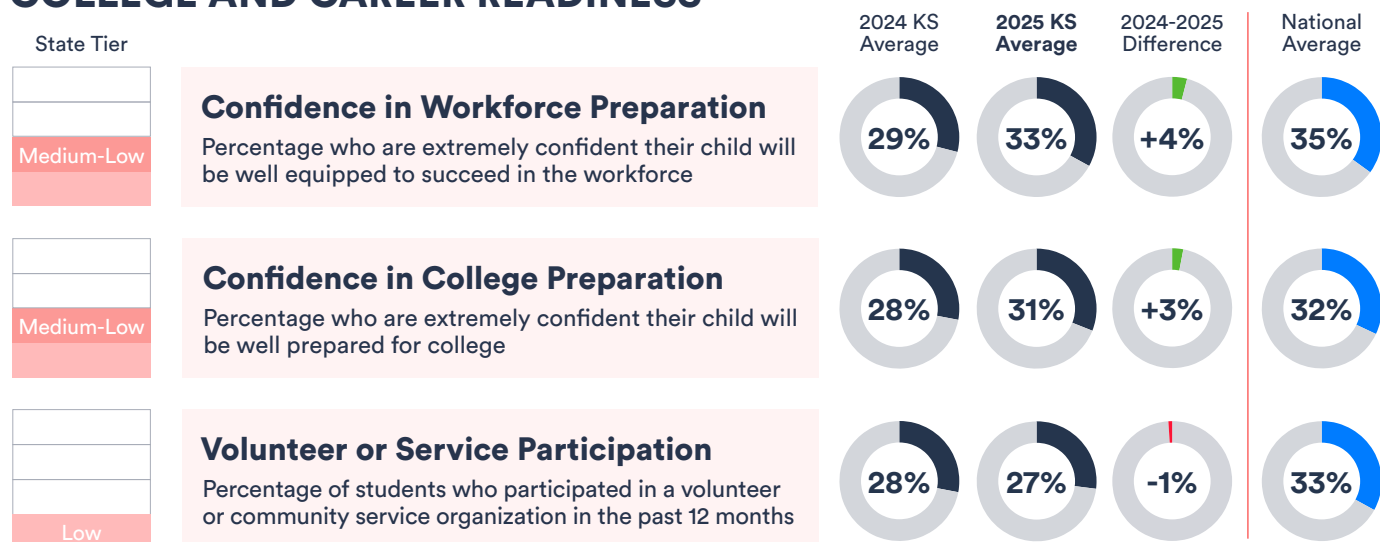 COLLEGE AND CAREER READINESS
State Tier
2024 KS
Average
2025 KS
Average
2024-2025
Difference
National
Average
Medium-Low
Confidence in Workforce Preparation
Percentage who are extremely confident their child will
be well equipped to succeed in the workforce
29%
33%
+4%
35%
Medium-Low
Confidence in College Preparation
Percentage who are extremely confident their child will
be well prepared for college
28%
31%
+3%
32%
Low
Volunteer or Service Participation
Percentage of students who participated in a volunteer
or community service organization in the past 12 months
28%
27%
-1%
33%